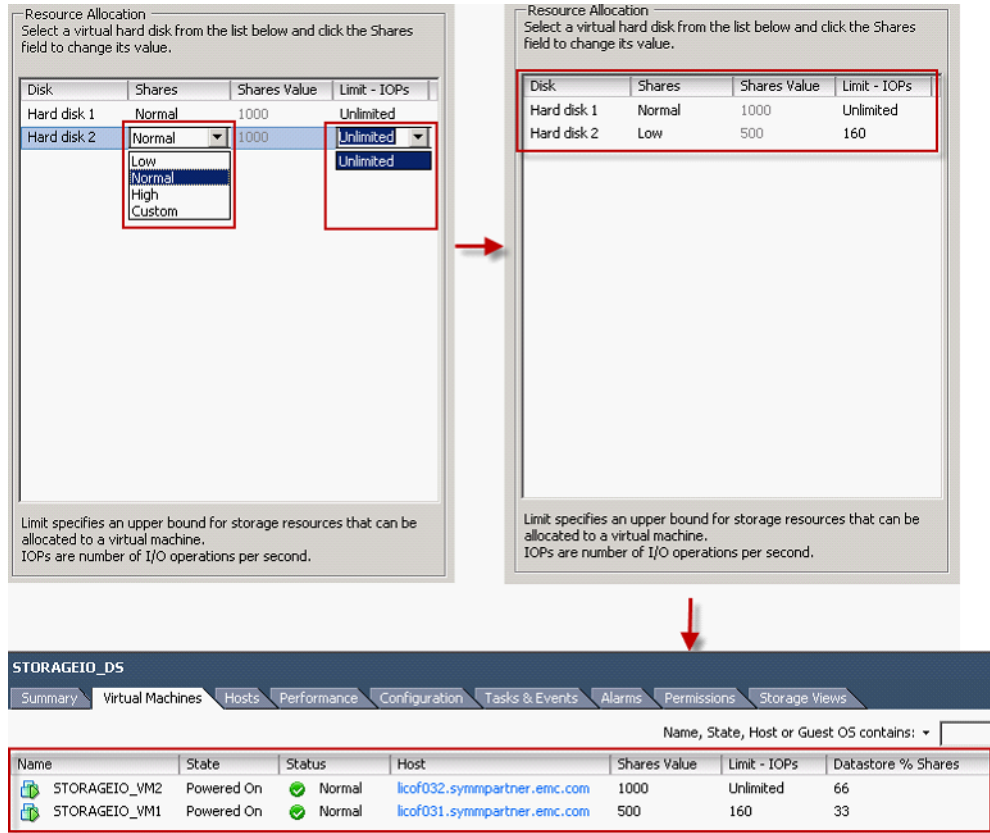 Resource Allocation
Select a virtual hard disk from the list below and click the Shares
field to change its value.
Disk Shares Shares Value Limit - IOPs
Hard disk 1 Normal 1000 Unlimited
Hard disk 2 Normal 1000 Unlimited
Low Unlimited
Normal
High
Custom
Limit specifies an upper bound for storage resources that can be
allocated to a virtual machine.
IOPs are number of I/O operations per second.
Resource Allocation
Select a virtual hard disk from the list below and click the Shares
field to change its value.
Disk Shares Shares Value Limit - IOPs
Hard disk 1 Normal 1000 Unlimited
Hard disk 2 Low 500 160
Limit specifies an upper bound for storage resources that can be
allocated to a virtual machine.
IOPs are number of I/O operations per second.
STORAGEIO_DS
Summary Virtual Machines Hosts Performance Configuration Tasks & Events Alarms Permissions Storage Views
Name, State, Host or Guest OS contains:
Name State Status Host Shares Value Limit - IOPs Datastore % Shares
STORAGEIO_VM2 Powered On Normal licof032.symmpartner.emc.com 1000 Unlimited 66
STORAGEIO_VM1 Powered On Normal licof031.symmpartner.emc.com 500 160 33